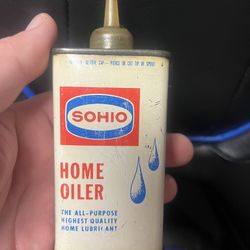 SOHIO
HOME
OILER
THE ALL-PURPOSE
HIGHEST QUALITY
HOME LUBRICANT